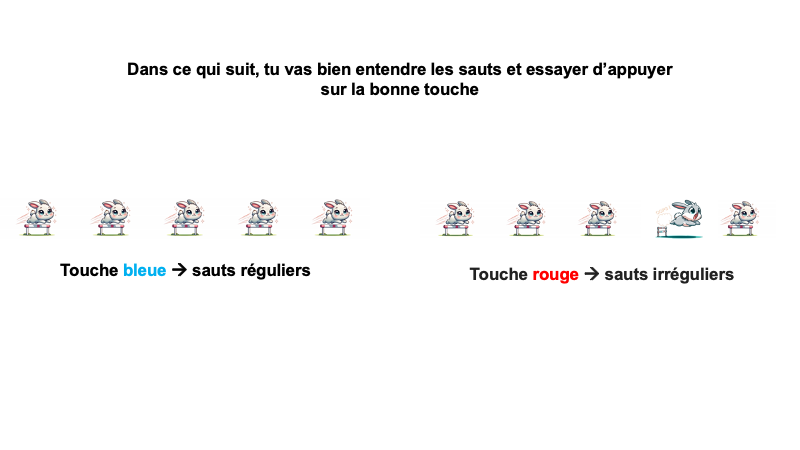 Dans ce qui suit, tu vas bien entendre les sauts et essayer d’appuyer
sur la bonne touche
Touche bleue → sauts réguliers
Touche rouge → sauts irréguliers